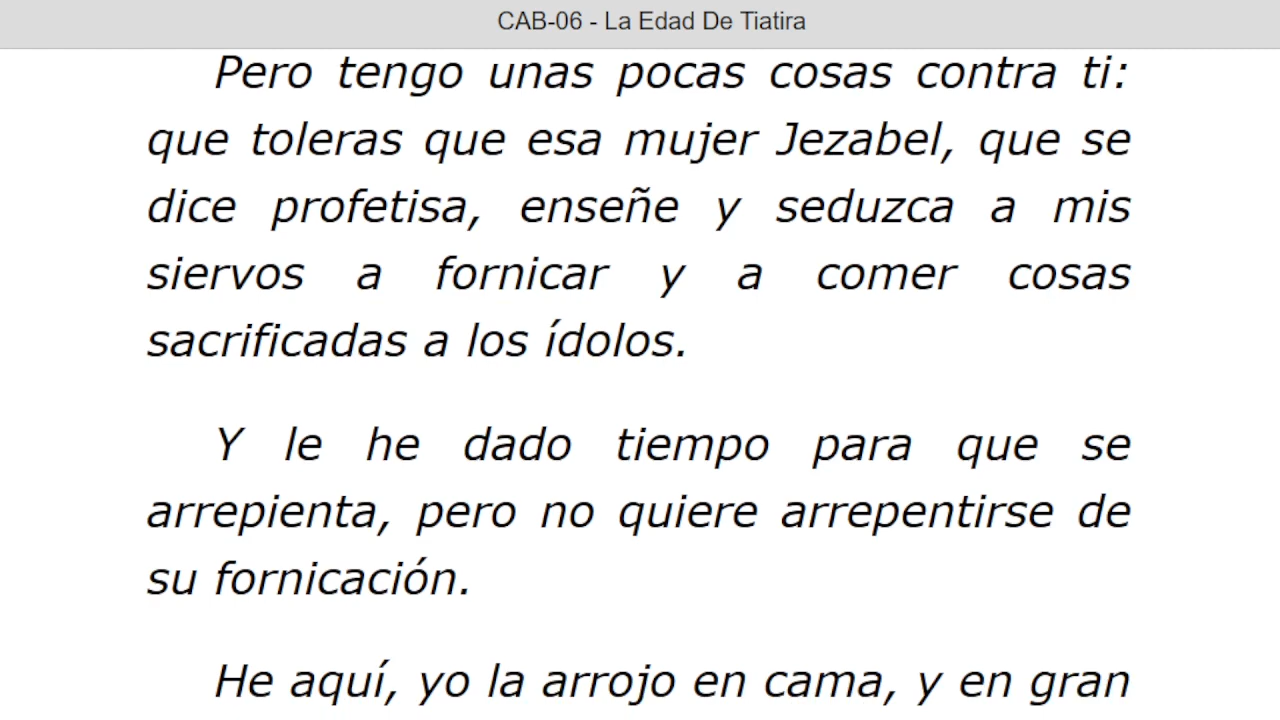 CAB-06 - La Edad De Tiatira
Pero tengo unas pocas cosas contra ti:
que toleras que esa mujer Jezabel, que se
dice profetisa, enseñe y seduzca a mis
siervos a fornicar y a comer cosas
sacrificadas a los ídolos.
Y le he dado tiempo para que se
arrepienta, pero no quiere arrepentirse de
su fornicación.
He aquí, yo la arrojo en cama, y en gran